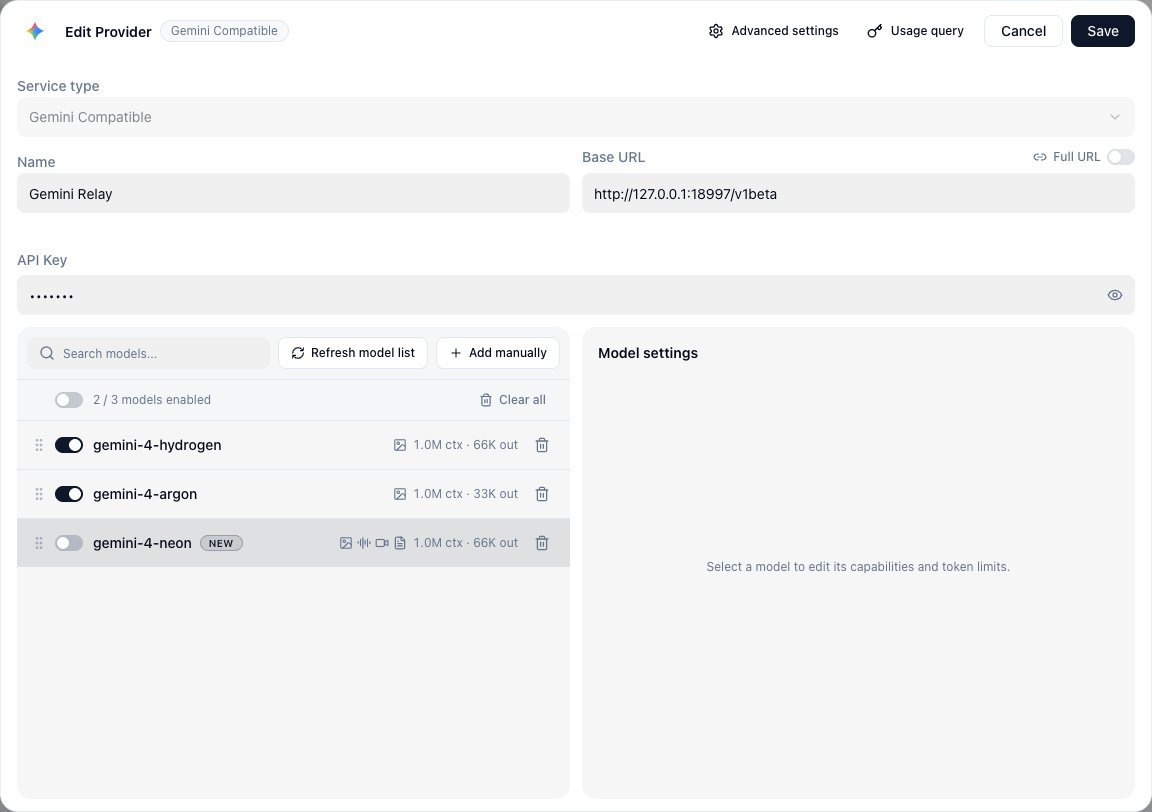 Edit Provider Gemini Compatible Advanced settings Usage query Cancel Save
Service type
Gemini Compatible
Name
Gemini Relay
Base URL Full URL
http://127.0.0.1:18997/v1beta
API Key
•••••••
Search models... Refresh model list Add manually
2 / 3 models enabled Clear all
gemini-4-hydrogen 1.0M ctx · 66K out
gemini-4-argon 1.0M ctx · 33K out
gemini-4-neon NEW 1.0M ctx · 66K out
Model settings
Select a model to edit its capabilities and token limits.